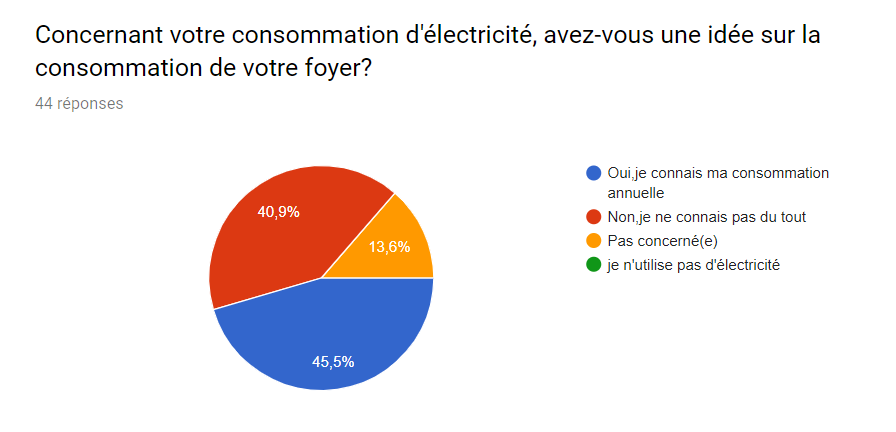 Concernant votre consommation d'électricité, avez-vous une idée sur la
consommation de votre foyer?
44 réponses
40,9%
13,6%
45,5%
Oui,je connais ma consommation
annuelle
Non,je ne connais pas du tout
Pas concerné(e)
je n'utilise pas d'électricité